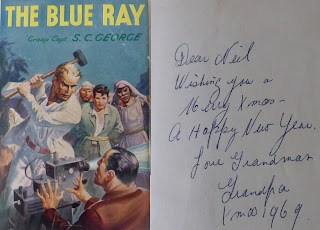 THE BLUE RAY
Group Capt. S. C. GEORGE
Dear Neil
Wishing you a
Merry Xmas -
A Happy New Year.
Love Grandma &
Grandpa
Xmas 1969.